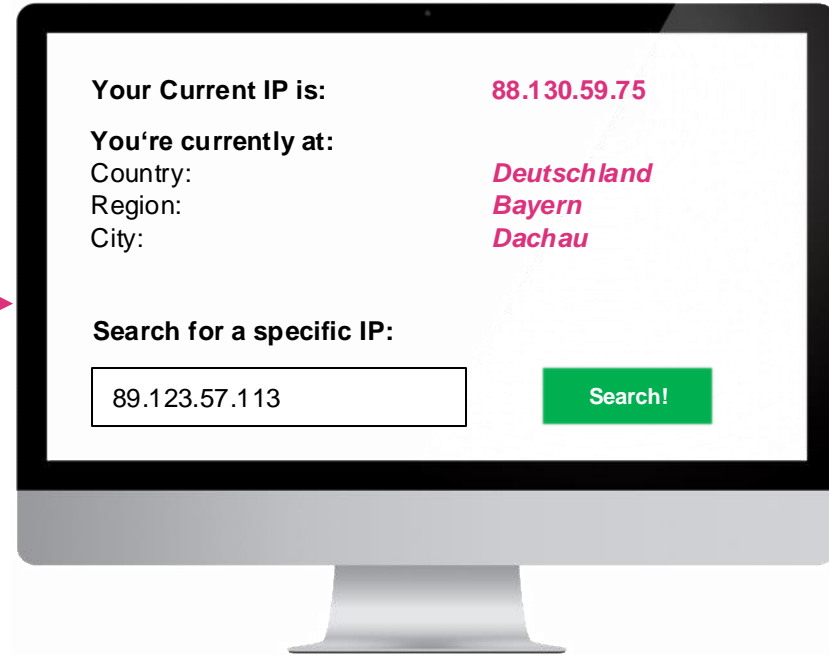 Your Current IP is: 88.130.59.75
You‘re currently at:
Country: Deutschland
Region: Bayern
City: Dachau
Search for a specific IP:
89.123.57.113 Search!